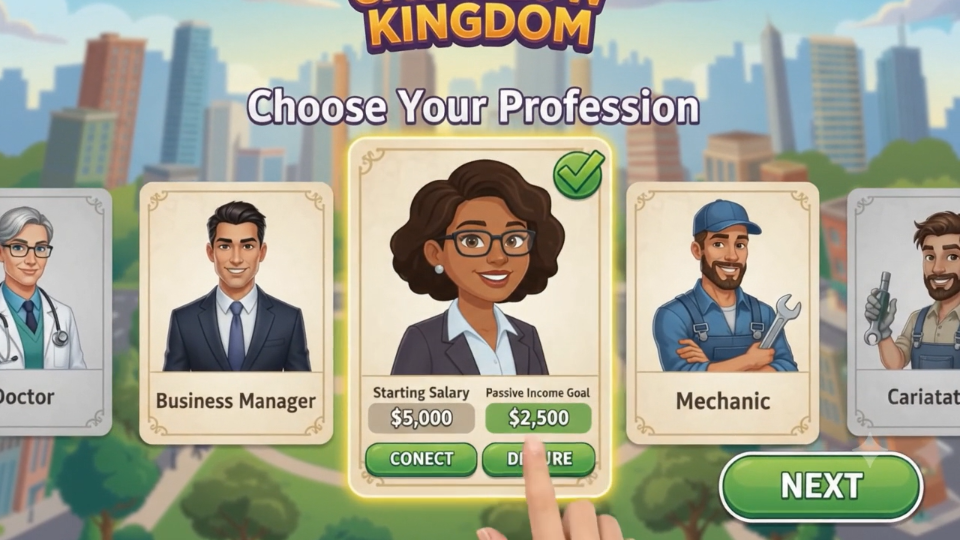 KINGDOM
Choose Your Profession
Doctor
Business Manager
Starting Salary
$5,000
CONECT
Passive Income Goal
$2,500
Mechanic
NEXT